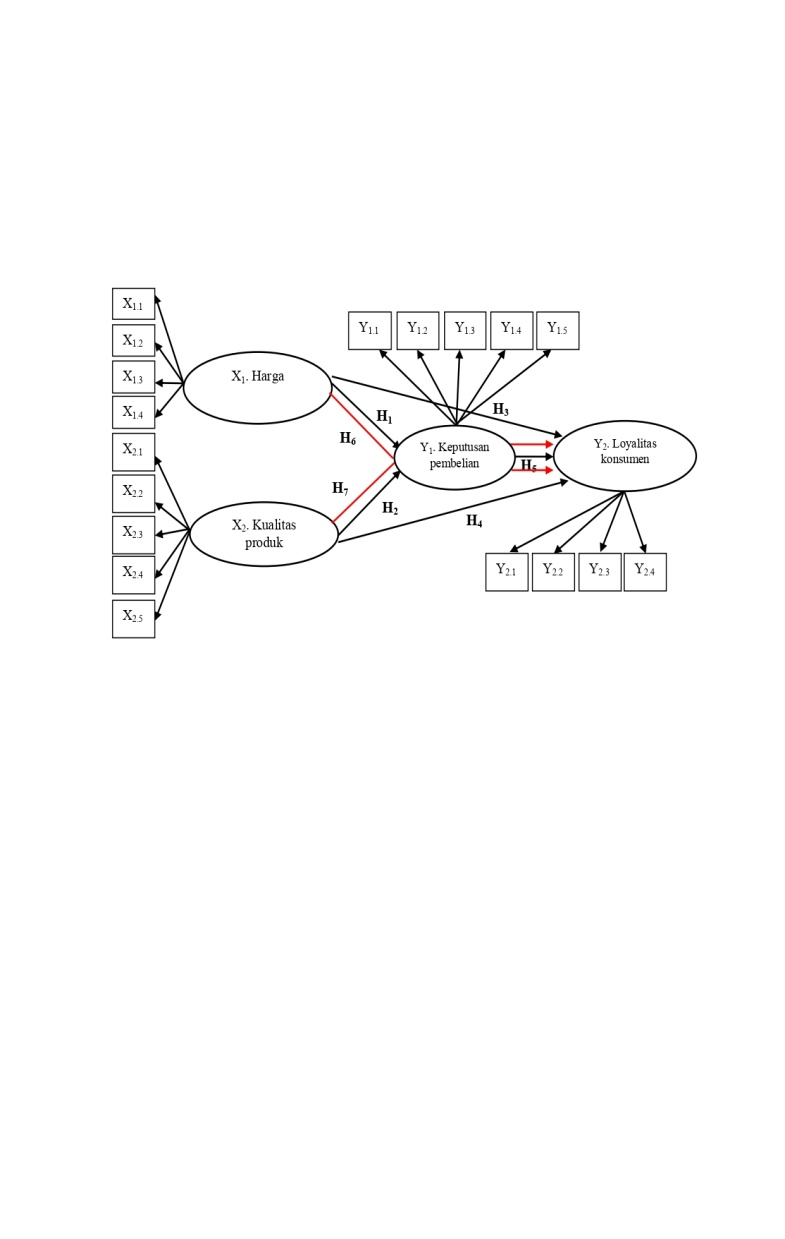 X1.1
X1.2
X1.3
X1.4
X2.1
X2.2
X2.3
X2.4
X2.5
X1. Harga
X2. Kualitas
produk
Y1.1
Y1.2
Y1.3
Y1.4
Y1.5
H1
H6
H7
H2
H3
H5
H4
Y1. Keputusan
pembelian
Y2. Loyalitas
konsumen
Y2.1
Y2.2
Y2.3
Y2.4